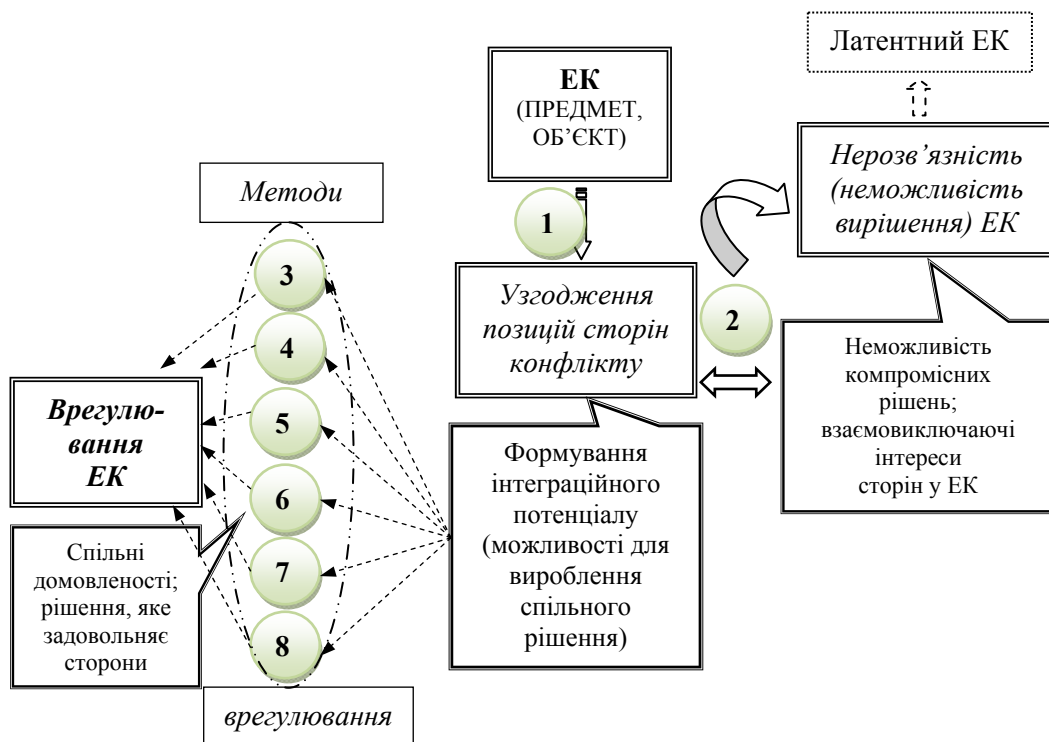 Латентний ЕК
ЕК
(ПРЕДМЕТ,
ОБ’ЄКТ)
Нерозв’язність
(неможливість
вирішення) ЕК
Методи
1
3
Узгодження
позицій сторін
конфлікту
2
4
Неможливість
компромісних
рішень;
взаємовиключаючі
інтереси
сторін у ЕК
Врегулю-
вання
ЕК
5
Формування
інтеграційного
потенціалу
(можливості для
вироблення
спільного
рішення)
6
Спільні
домовленості;
рішення, яке
задовольняє
сторони
7
8
врегулювання